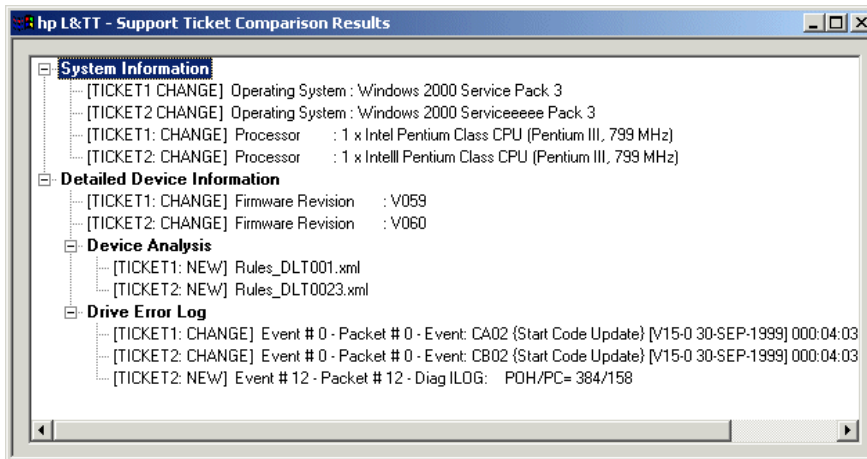 hp L&TT - Support Ticket Comparison Results
System Information
[TICKET1 CHANGE] Operating System : Windows 2000 Service Pack 3
[TICKET2 CHANGE] Operating System : Windows 2000 Serviceeeee Pack 3
[TICKET1: CHANGE] Processor : 1 x Intel Pentium Class CPU (Pentium III, 799 MHz)
[TICKET2: CHANGE] Processor : 1 x Intelll Pentium Class CPU (Pentium III, 799 MHz)
Detailed Device Information
[TICKET1: CHANGE] Firmware Revision : V059
[TICKET2: CHANGE] Firmware Revision : V060
Device Analysis
[TICKET1: NEW] Rules_DLT001.xml
[TICKET2: NEW] Rules_DLT0023.xml
Drive Error Log
[TICKET1: CHANGE] Event # 0 - Packet # 0 - Event: CA02 {Start Code Update} [V15-0 30-SEP-1999] 000:04:03
[TICKET2: CHANGE] Event # 0 - Packet # 0 - Event: CB02 {Start Code Update} [V15-0 30-SEP-1999] 000:04:03
[TICKET2: NEW] Event # 12 - Packet # 12 - Diag ILOG: POH/PC= 384/158